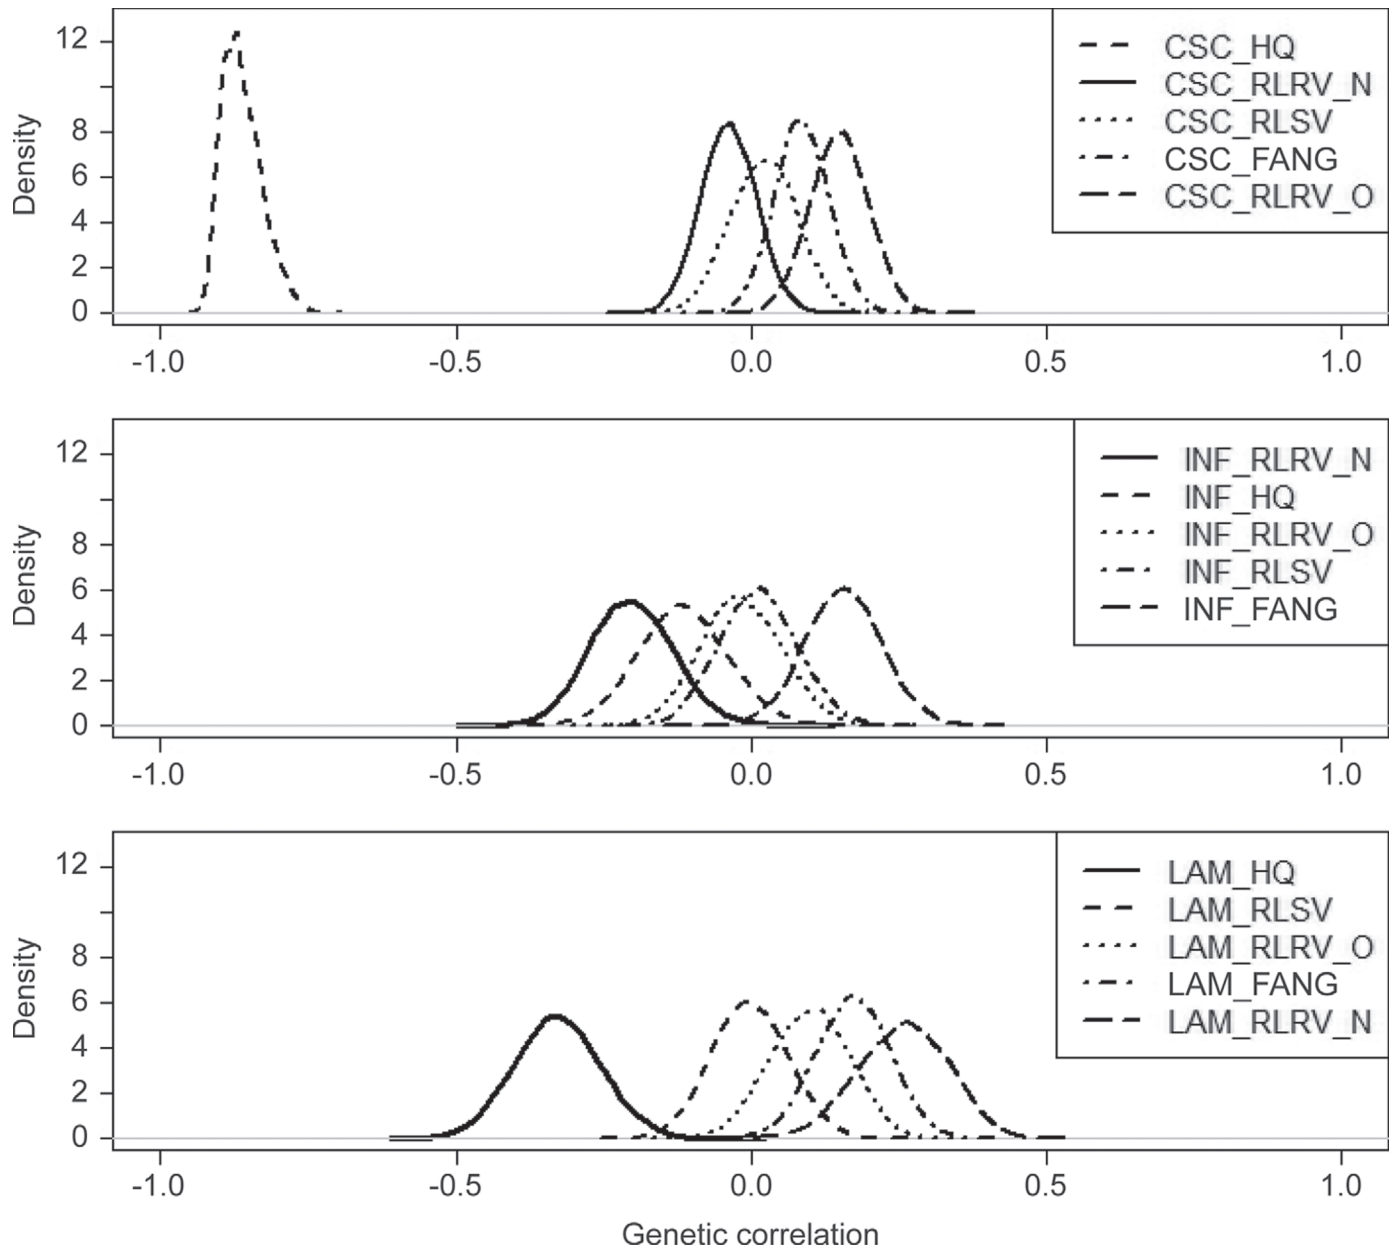 12
8
6
4
2
0
Density
-1.0 -0.5 0.0 0.5 1.0
CSC_HQ
CSC_RLRV_N
CSC_RLSV
CSC_FANG
CSC_RLRV_O
12
8
6
4
2
0
Density
-1.0 -0.5 0.0 0.5 1.0
INF_RLRV_N
INF_HQ
INF_RLRV_O
INF_RLSV
INF_FANG
12
8
6
4
2
0
Density
-1.0 -0.5 0.0 0.5 1.0
LAM_HQ
LAM_RLSV
LAM_RLRV_O
LAM_FANG
LAM_RLRV_N
Genetic correlation